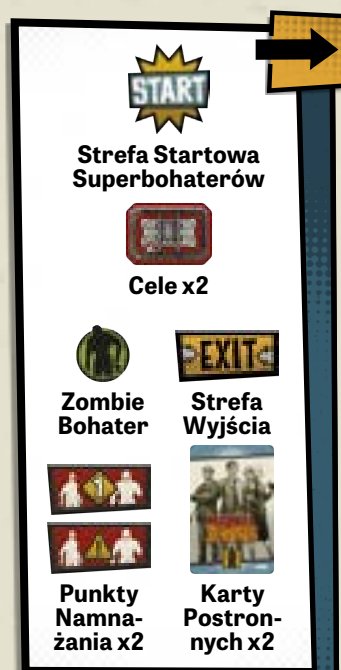 START
Strefa Startowa
Superbohaterów
Cele x2
EXIT
Zombie
Bohater
Strefa
Wyjścia
1
Punkty
Namna-
żania x2
Karty
Postron-
nych x2